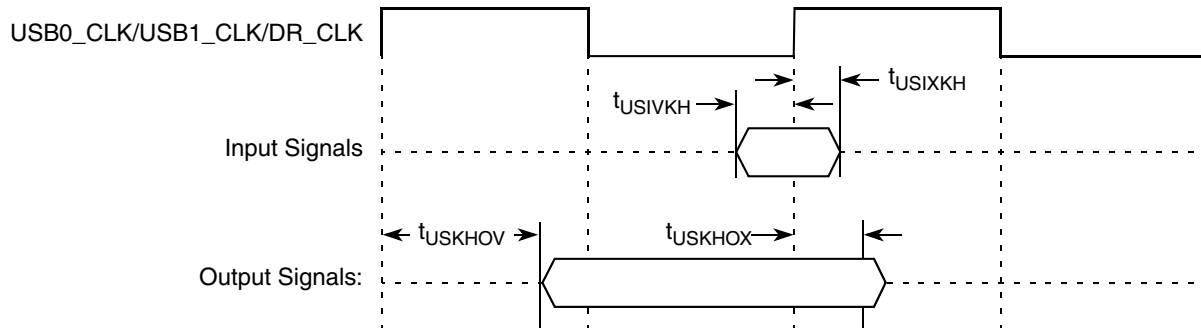 USB0_CLK/USB1_CLK/DR_CLK
tUSIXKH
tUSIVKH
Input Signals
tUSKHOV
tUSKHOX
Output Signals: